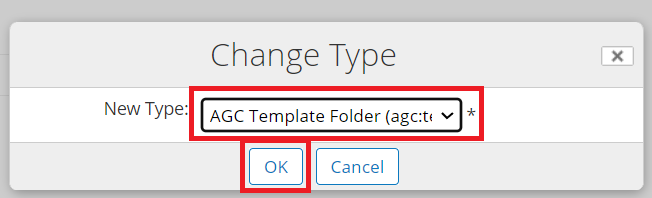 Change Type
New Type: AGC Template Folder (agc:te *
OK Cancel